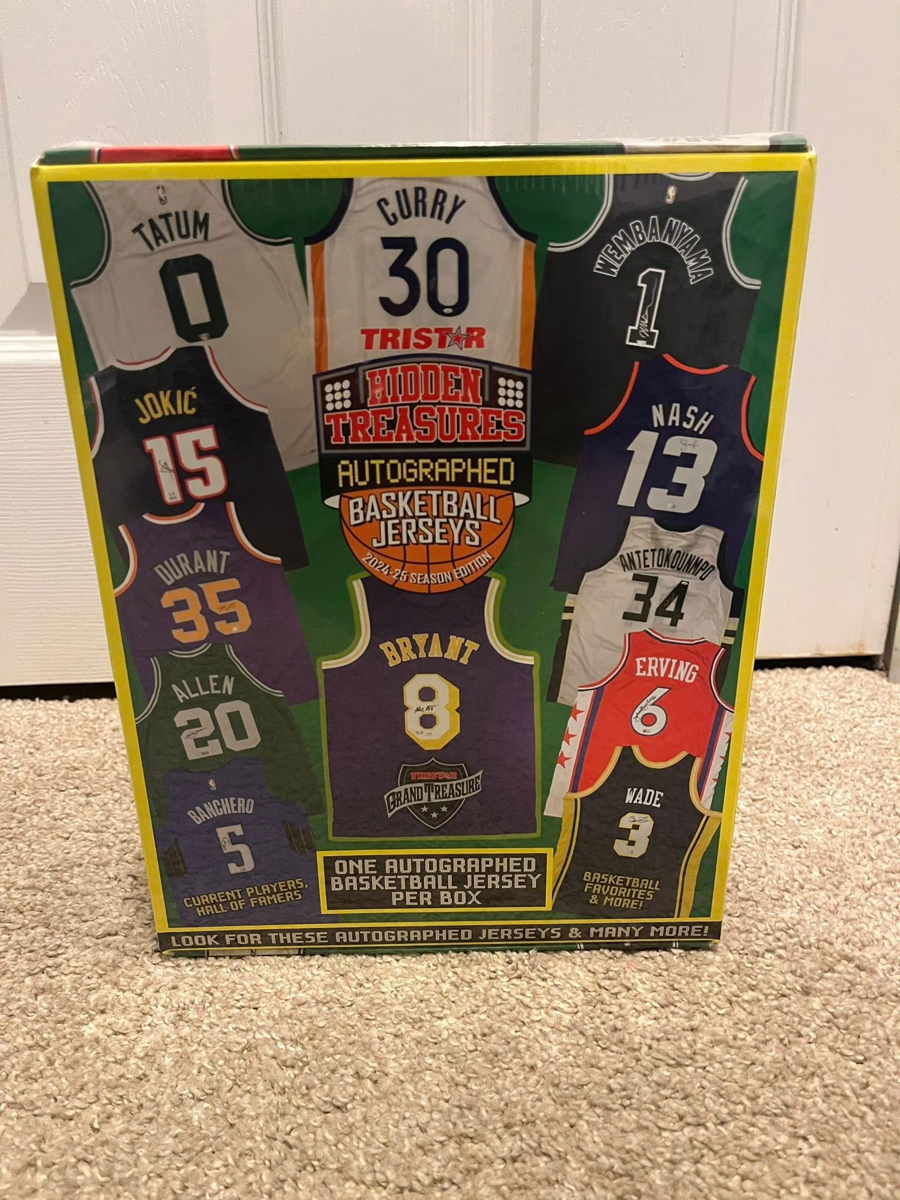 TATUM
0
CURRY
30
WEMBANYAMA
1
TRISTAR
HIDDEN
TREASURES
AUTOGRAPHED
BASKETBALL
JERSEYS
2024-25 SEASON EDITION
JOKIĆ
15
NASH
13
DURANT
35
ANTETOKOUNMPO
34
ALLEN
20
BRYANT
8
ERVING
6
BANCHERO
5
TRISTAR
GRAND TREASURE
WADE
3
CURRENT PLAYERS,
HALL OF FAMERS
ONE AUTOGRAPHED
BASKETBALL JERSEY
PER BOX
BASKETBALL
FAVORITES
& MORE!
LOOK FOR THESE AUTOGRAPHED JERSEYS & MANY MORE!